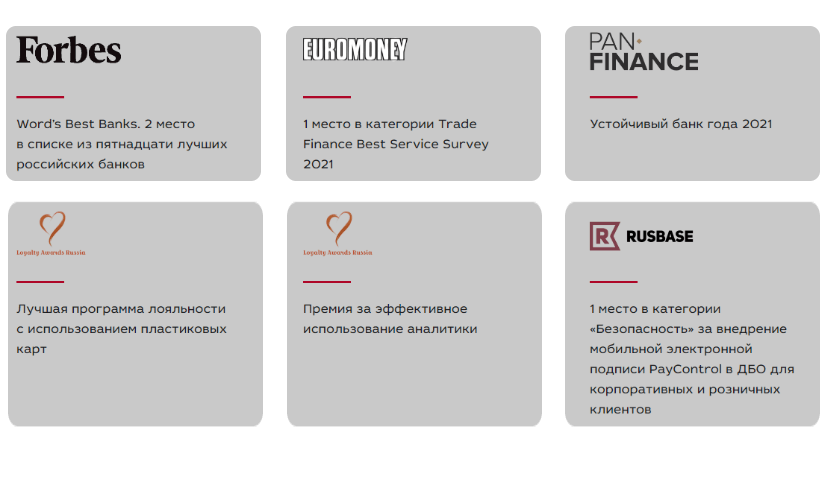 Forbes
Word's Best Banks. 2 место
в списке из пятнадцати лучших
российских банков
EUROMONEY
1 место в категории Trade
Finance Best Service Survey
2021
PAN
FINANCE
Устойчивый банк года 2021
Loyalty Awards Russia
Лучшая программа лояльности
с использованием пластиковых
карт
Loyalty Awards Russia
Премия за эффективное
использование аналитики
R RUSBASE
1 место в категории
«Безопасность» за внедрение
мобильной электронной
подписи PayControl в ДБО для
корпоративных и розничных
клиентов